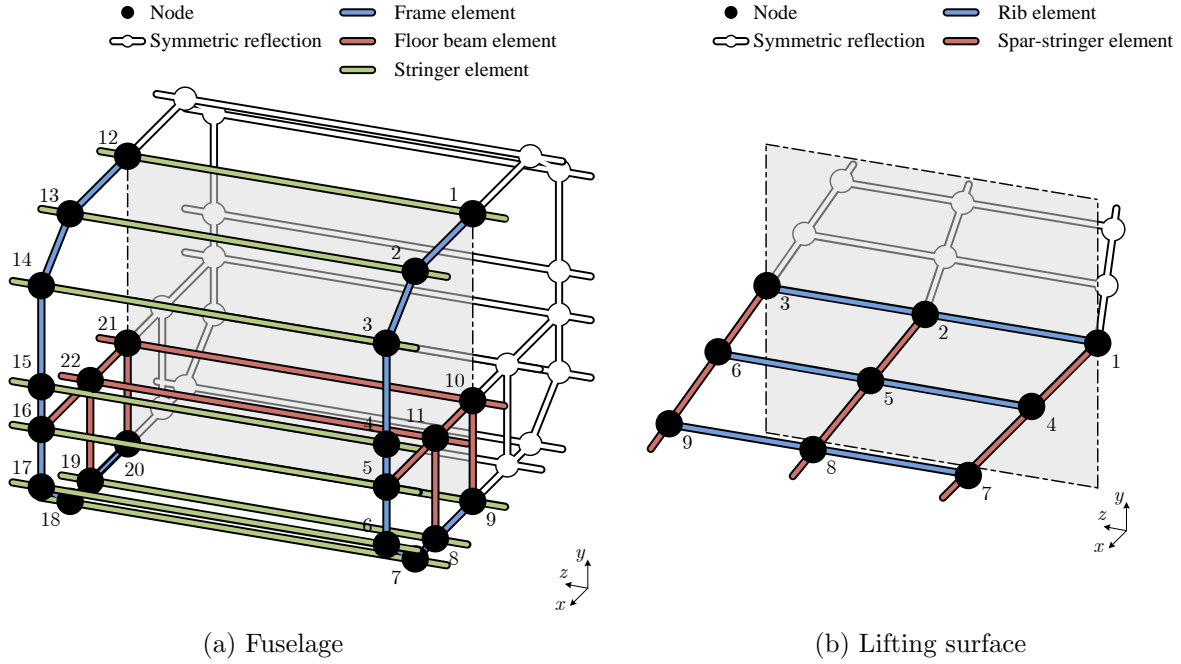 Node
Frame element
Symmetric reflection
Floor beam element
Stringer element
12
1
13
2
14
3
21
22
10
15
11
4
16
5
17
19
20
9
18
6
7
8
y
z
x
(a) Fuselage
Node
Rib element
Symmetric reflection
Spar-stringer element
3
2
1
6
5
4
9
8
7
y
z
x
(b) Lifting surface